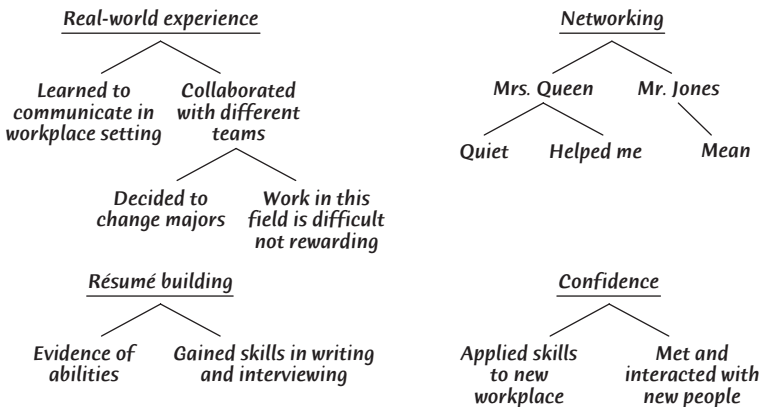 Real-world experience
Learned to
communicate in
workplace setting
Collaborated
with different
teams
Decided to
change majors
Work in this
field is difficult
not rewarding
Networking
Mrs. Queen
Mr. Jones
Quiet
Helped me
Mean
Résumé building
Evidence of
abilities
Gained skills in writing
and interviewing
Confidence
Applied skills
to new
workplace
Met and
interacted with
new people